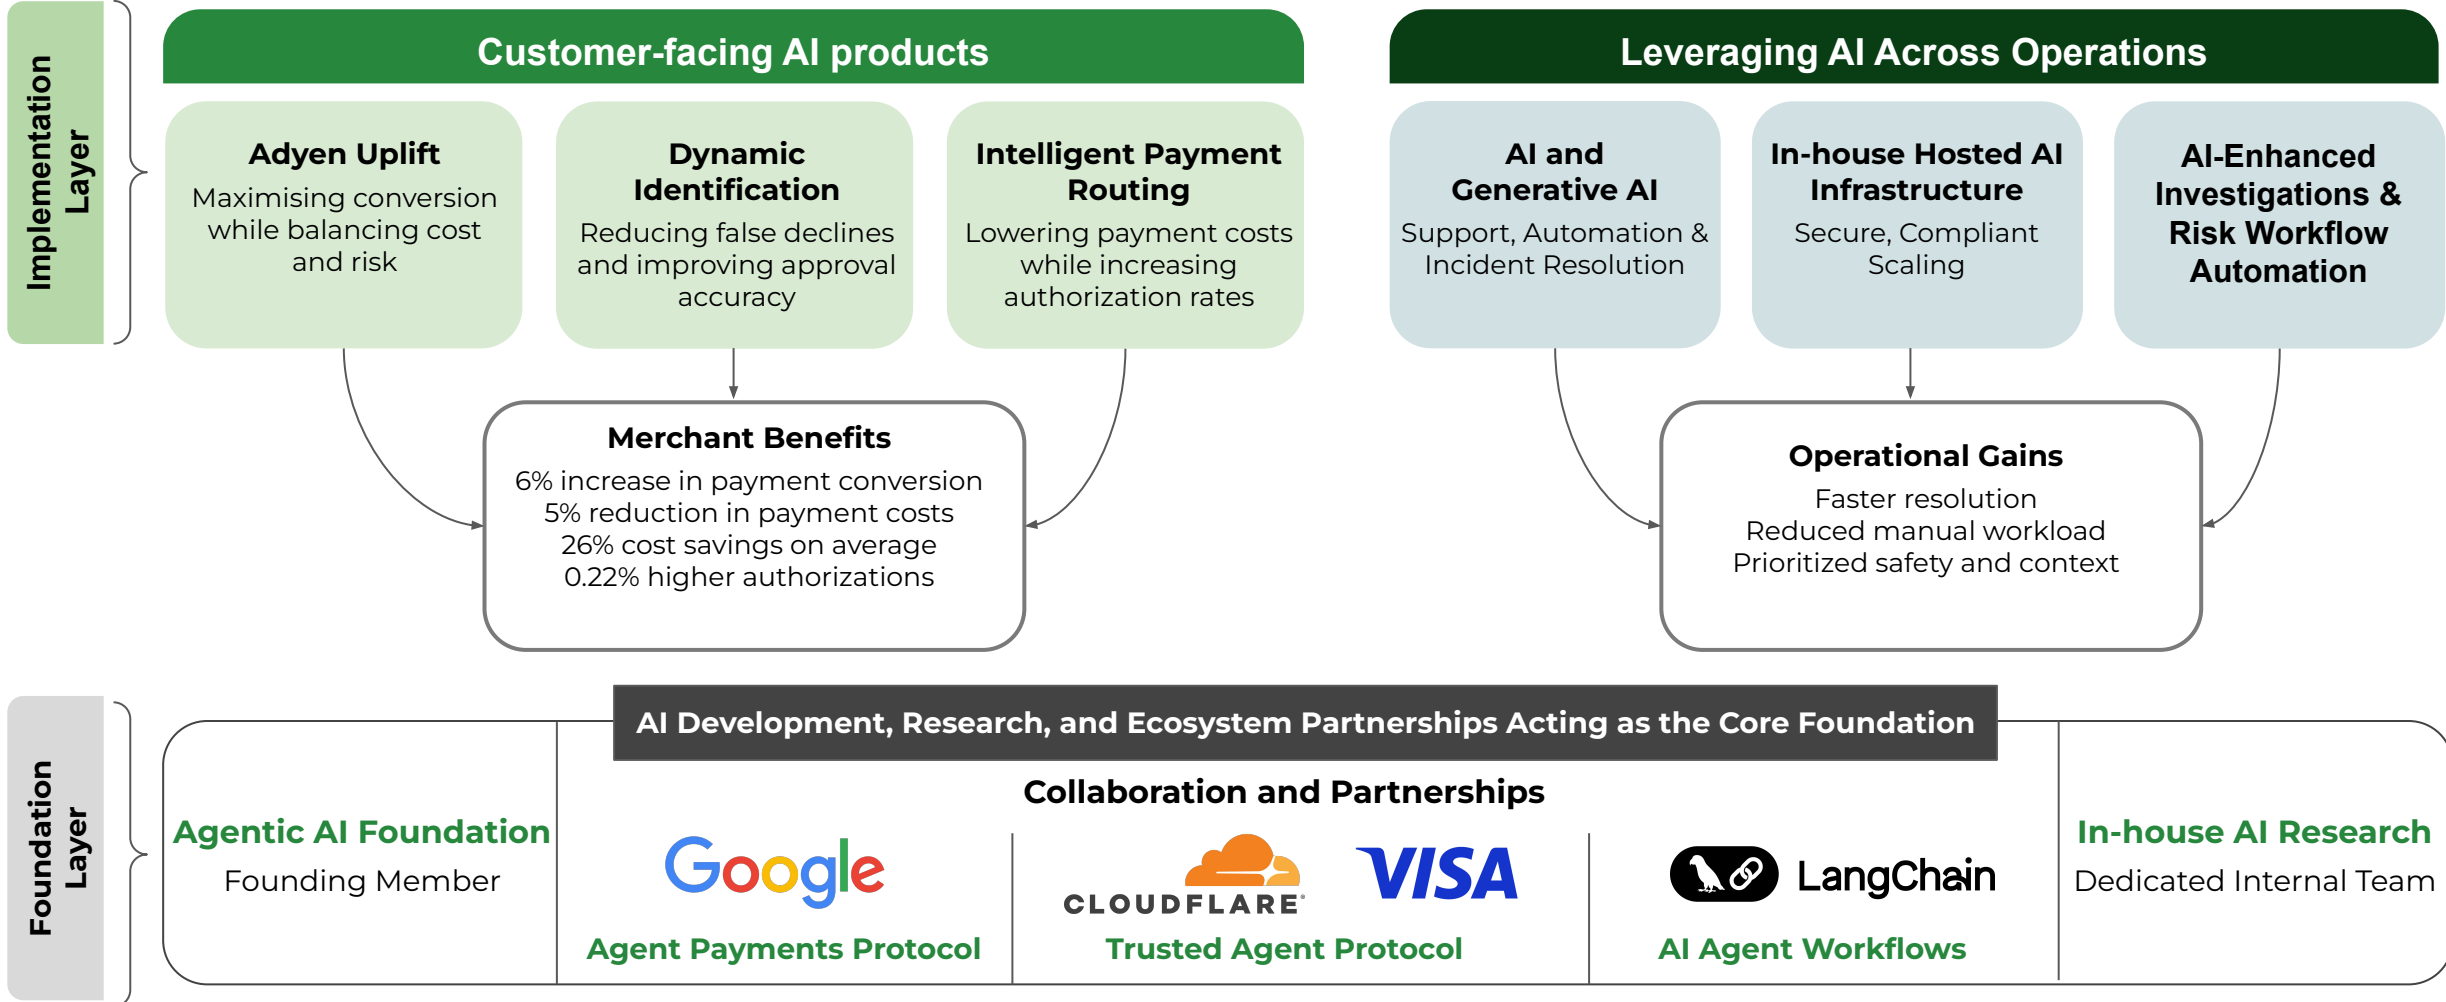 Implementation
Layer
Customer-facing AI products
Adyen Uplift
Maximising conversion
while balancing cost
and risk
Dynamic
Identification
Reducing false declines
and improving approval
accuracy
Intelligent Payment
Routing
Lowering payment costs
while increasing
authorization rates
Merchant Benefits
6% increase in payment conversion
5% reduction in payment costs
26% cost savings on average
0.22% higher authorizations
Leveraging AI Across Operations
AI and
Generative AI
Support, Automation &
Incident Resolution
In-house Hosted AI
Infrastructure
Secure, Compliant
Scaling
AI-Enhanced
Investigations &
Risk Workflow
Automation
Operational Gains
Faster resolution
Reduced manual workload
Prioritized safety and context
Foundation
Layer
AI Development, Research, and Ecosystem Partnerships Acting as the Core Foundation
Agentic AI Foundation
Founding Member
Collaboration and Partnerships
Google
Agent Payments Protocol
CLOUDFLARE
VISA
Trusted Agent Protocol
LangChain
AI Agent Workflows
In-house AI Research
Dedicated Internal Team